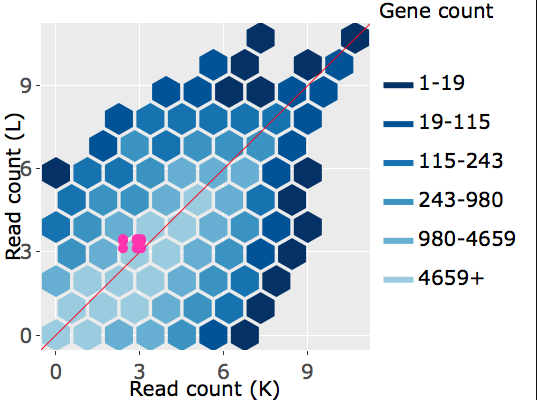 Gene count
1-19
19-115
115-243
243-980
980-4659
4659+
Read count (L)
9
6
3
0
0 3 6 9
Read count (K)